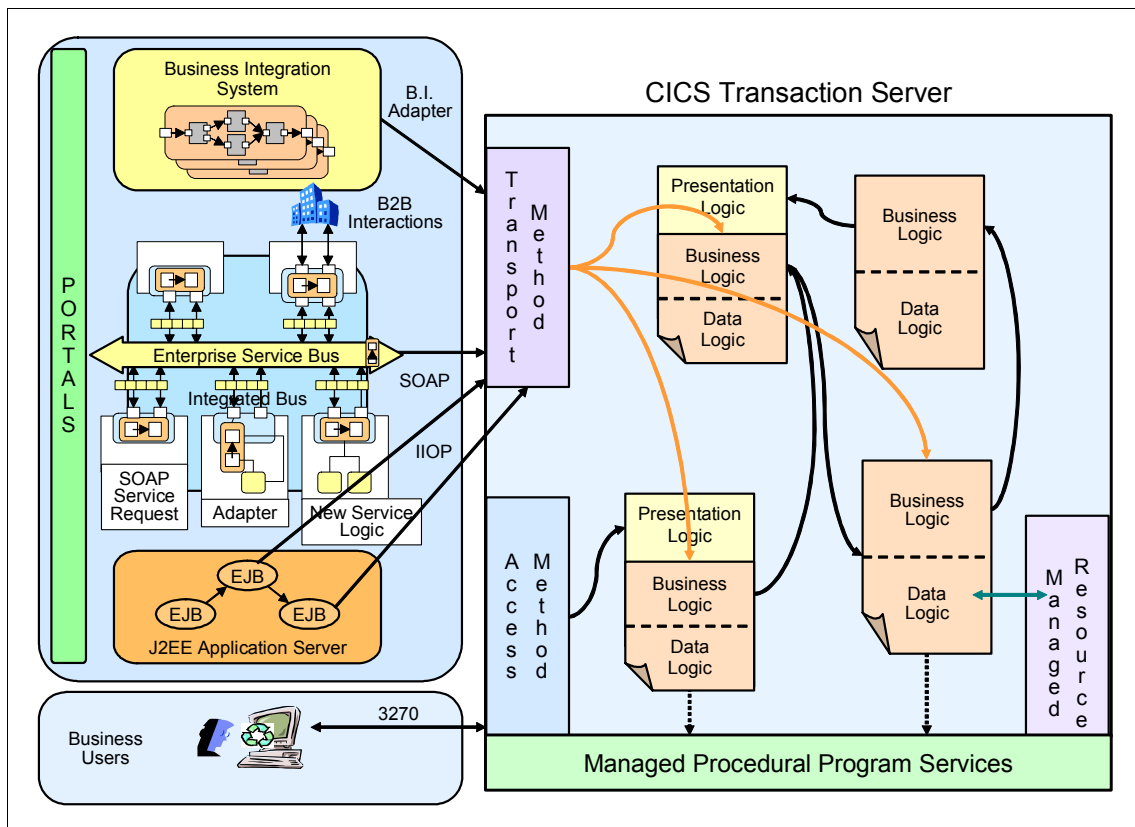 PORTALS
Business Integration
System
B.I.
Adapter
B2B
Interactions
Enterprise Service Bus
SOAP
Integrated Bus
IIOP
SOAP
Service
Request
Adapter
New Service
Logic
EJB
EJB
EJB
J2EE Application Server
Business
Users
3270
CICS Transaction Server
Transport
Method
Presentation
Logic
Business
Logic
Data
Logic
Business
Logic
Data
Logic
Access
Method
Presentation
Logic
Business
Logic
Data
Logic
Business
Logic
Data
Logic
Managed
Resource
Managed Procedural Program Services